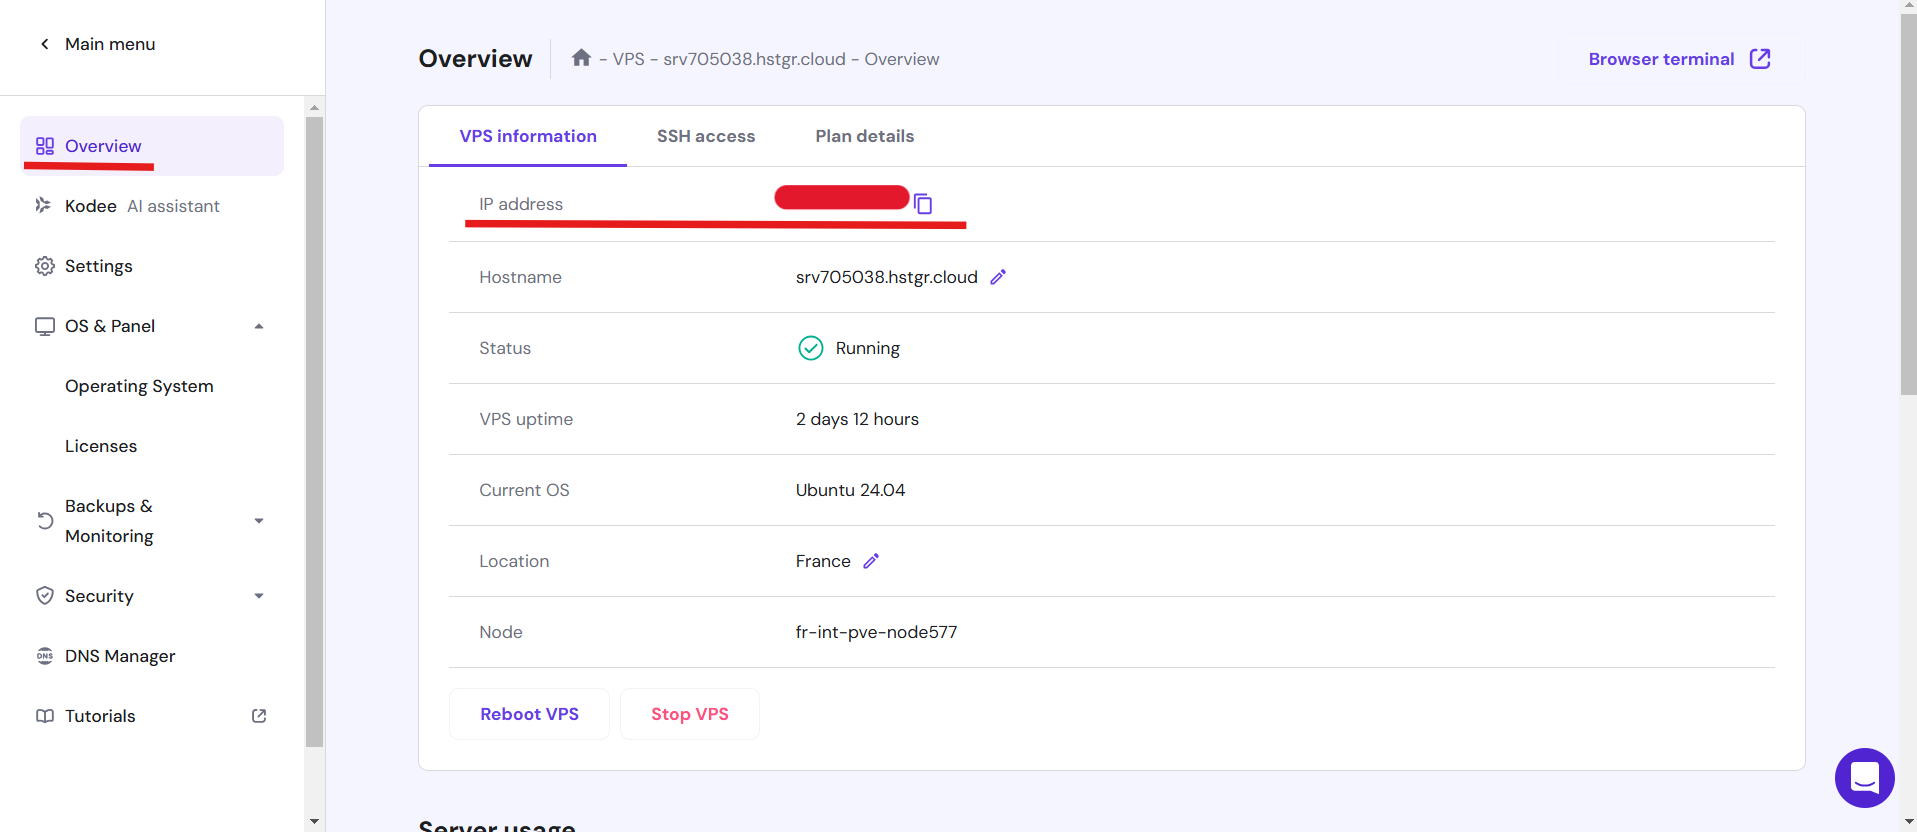 Main menu
Overview
Kodee AI assistant
Settings
OS & Panel
Operating System
Licenses
Backups &
Monitoring
Security
DNS DNS Manager
Tutorials
Overview - VPS - srv705038.hstgr.cloud - Overview
Browser terminal
VPS information SSH access Plan details
IP address
Hostname srv705038.hstgr.cloud
Status Running
VPS uptime 2 days 12 hours
Current OS Ubuntu 24.04
Location France
Node fr-int-pve-node577
Reboot VPS Stop VPS
Server usage